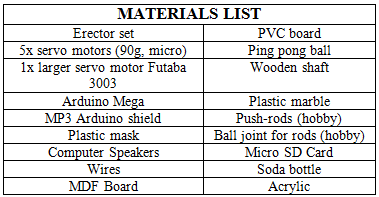 MATERIALS LIST
Erector set PVC board
5x servo motors (90g, micro) Ping pong ball
1x larger servo motor Futaba Wooden shaft
3003
Arduino Mega Plastic marble
MP3 Arduino shield Push-rods (hobby)
Plastic mask Ball joint for rods (hobby)
Computer Speakers Micro SD Card
Wires Soda bottle
MDF Board Acrylic